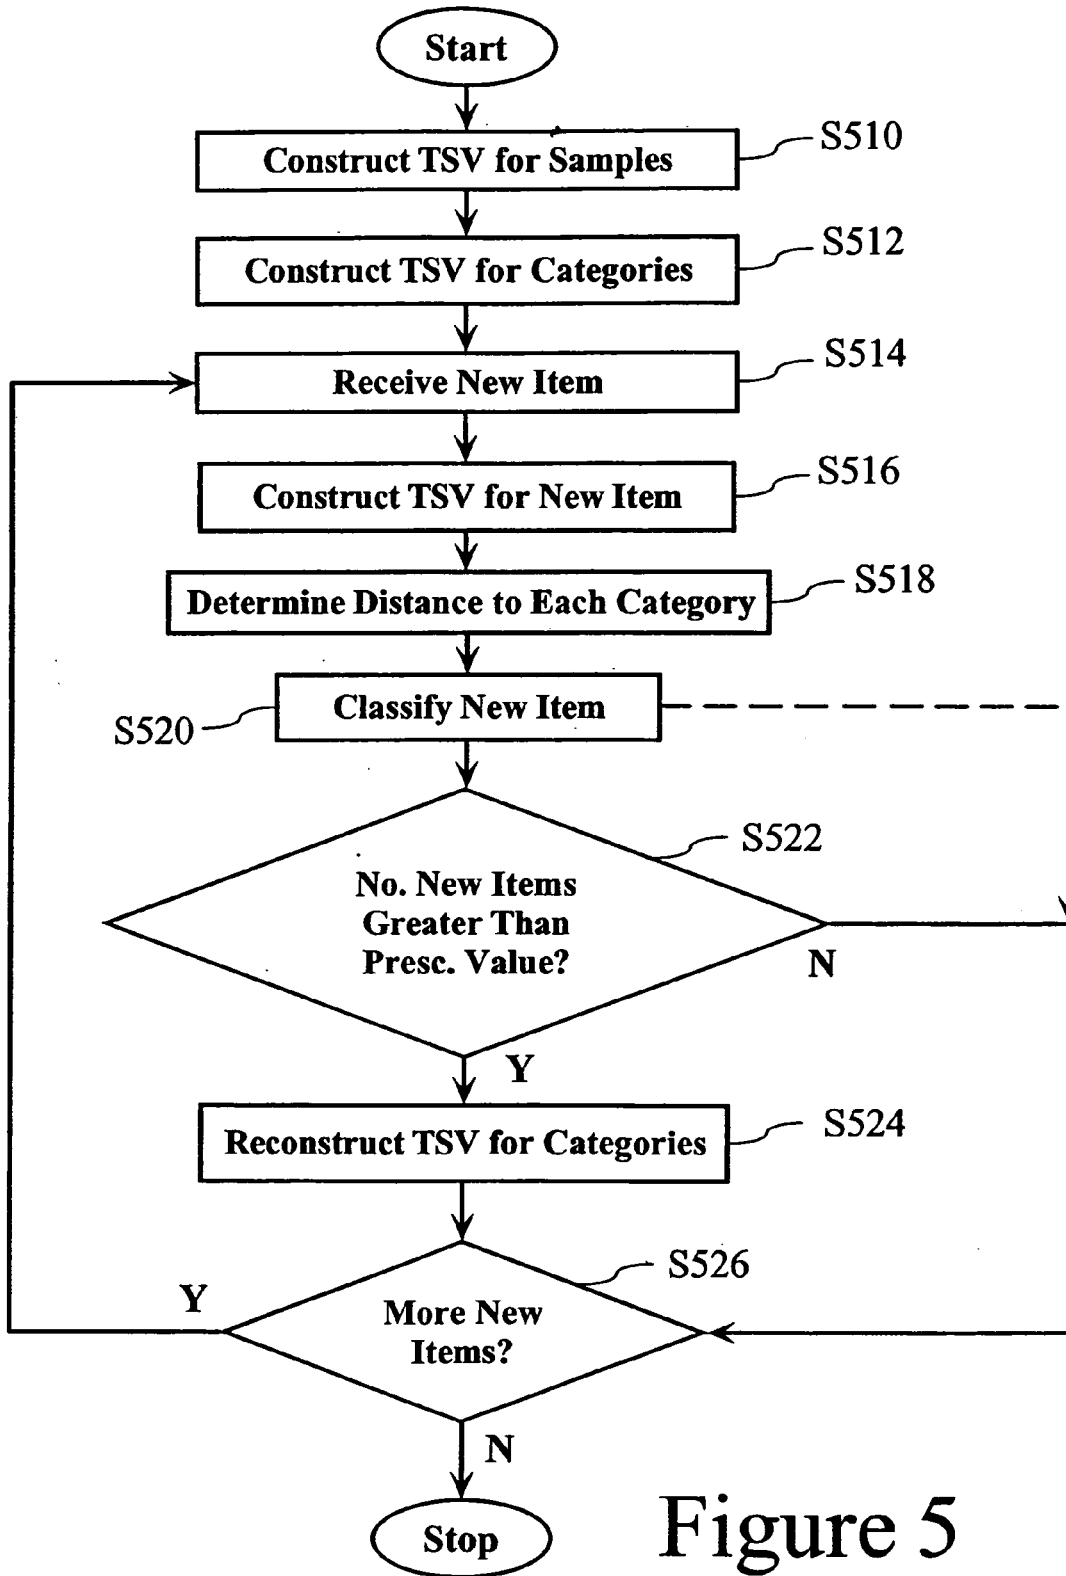 Start
Construct TSV for Samples
S510
Construct TSV for Categories
S512
Receive New Item
S514
Construct TSV for New Item
S516
Determine Distance to Each Category
S518
Classify New Item
S520
No. New Items
Greater Than
Presc. Value?
S522
N
Y
Reconstruct TSV for Categories
S524
More New
Items?
S526
Y
N
Stop
Figure 5